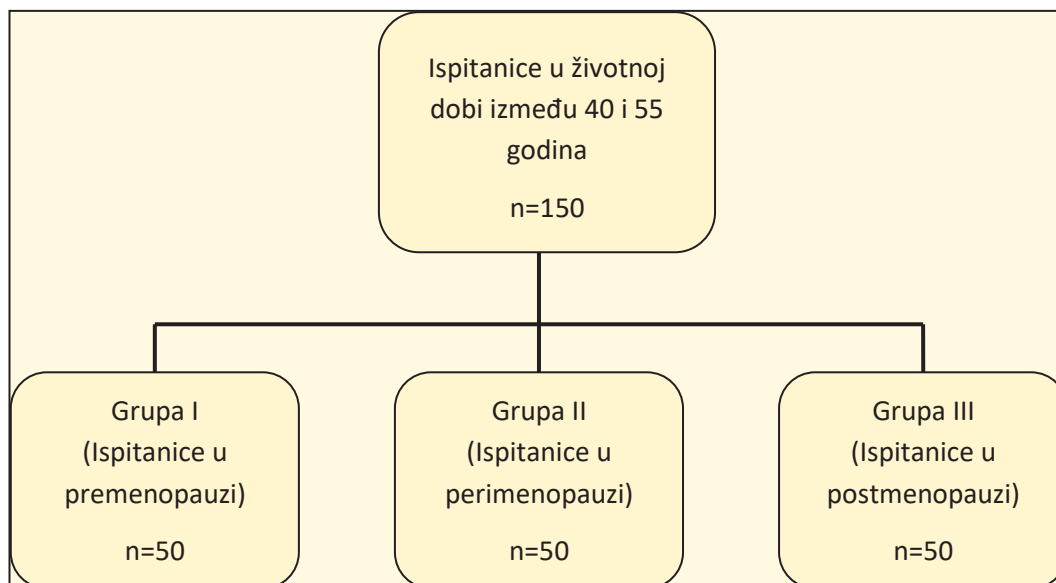 Ispitanice u životnoj
dobi između 40 i 55
godina
n=150
Grupa I
(Ispitanice u
premenopauzi)
n=50
Grupa II
(Ispitanice u
perimenopauzi)
n=50
Grupa III
(Ispitanice u
postmenopauzi)
n=50